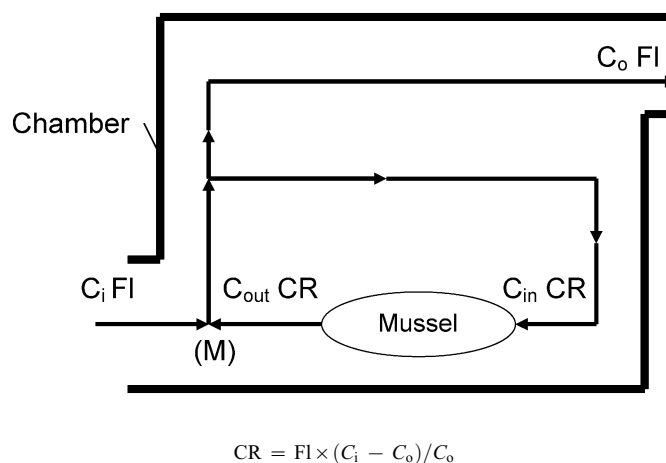 C_o Fl
Chamber
C_i Fl
C_out CR
C_in CR
Mussel
(M)
CR = Fl × (C_i − C_o)/C_o